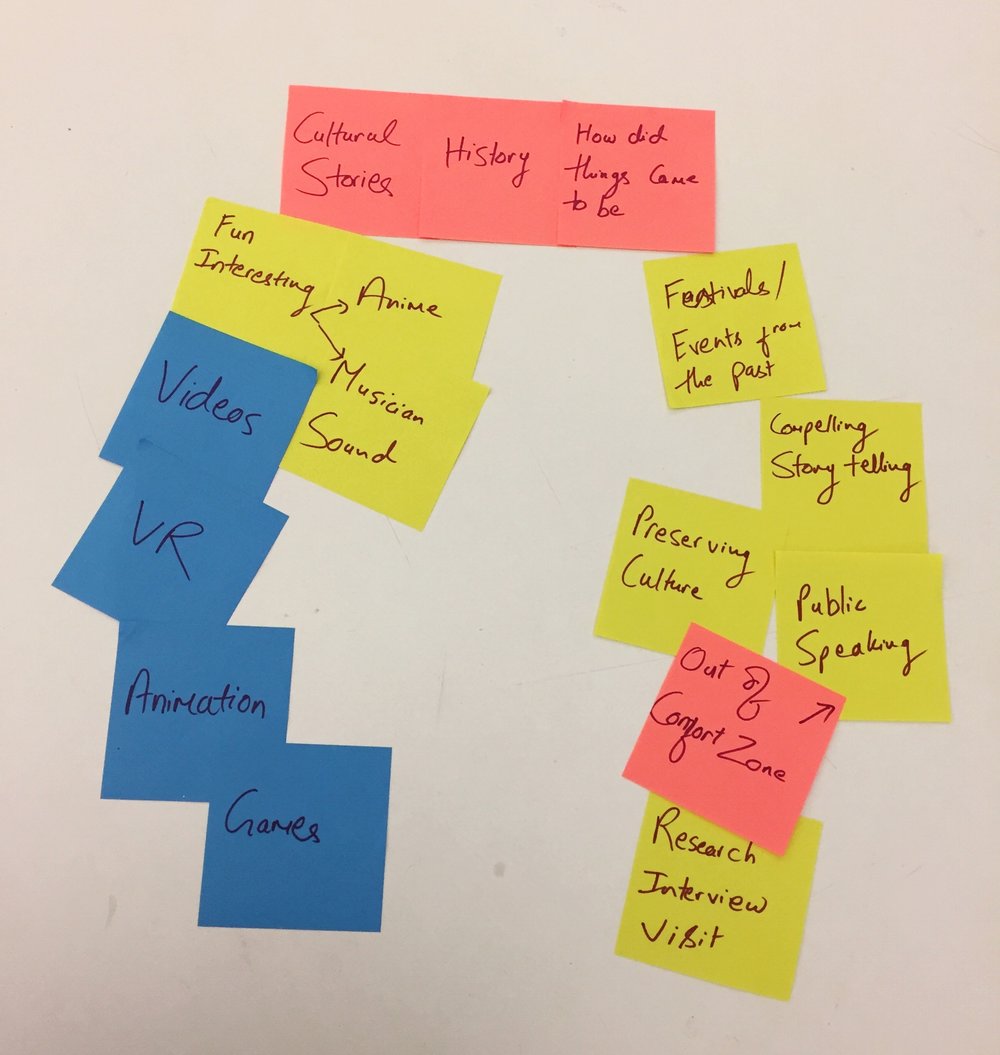 Cultural
Stories
History
How did
things came
to be
Fun
Interesting
Anime
Musician
Sound
Videos
VR
Animation
Games
Festivals/
Events from
the past
Compelling
Story telling
Preserving
Culture
Public
Speaking
Out of
Comfort Zone
Research
Interview
Visit